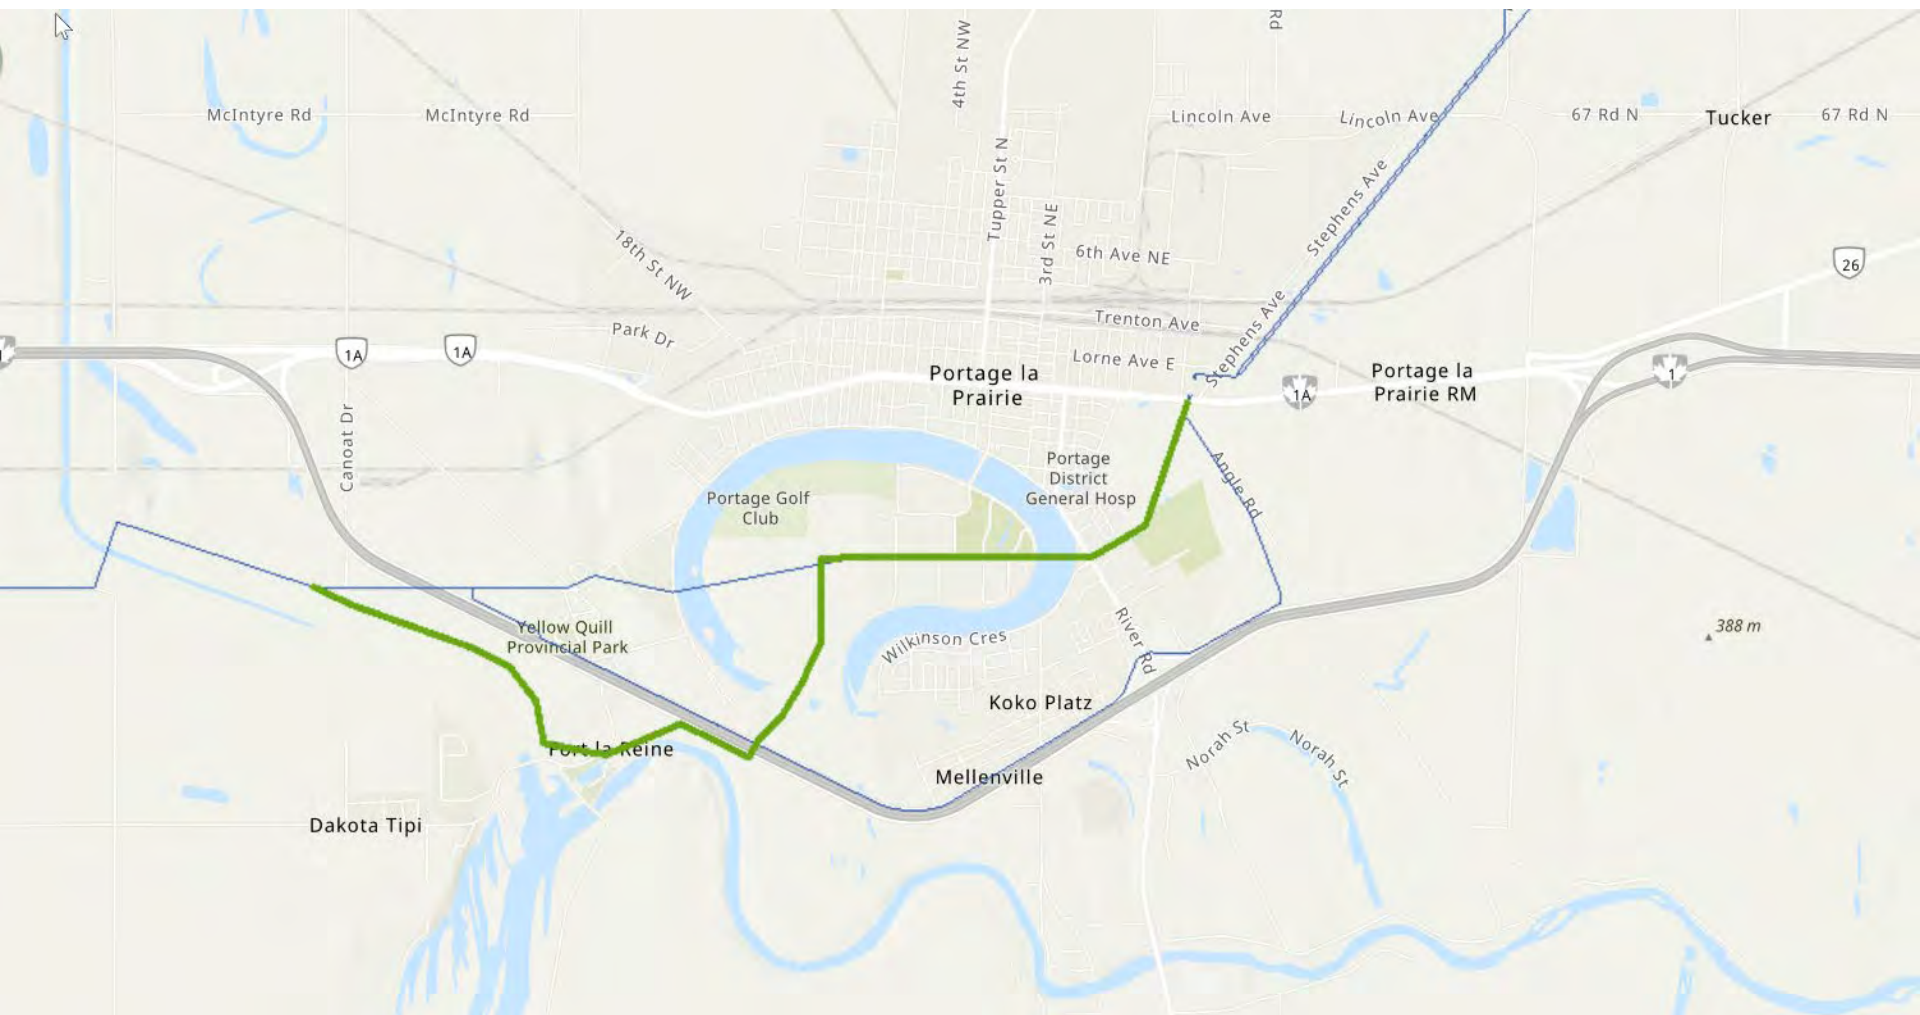 4th St NW
Rd
McIntyre Rd
McIntyre Rd
Lincoln Ave
Lincoln Ave
67 Rd N
Tucker
67 Rd N
Tupper St N
Stephens Ave
3rd St NE
6th Ave NE
18th St NW
26
Stephens Ave
Trenton Ave
Park Dr
1A
1A
Lorne Ave E
Portage la
Prairie
Portage la
Prairie RM
1
1A
Canoat Dr
Portage
District
General Hosp
Angle Rd
Portage Golf
Club
Yellow Quill
Provincial Park
Wilkinson Cres
River Rd
388 m
Koko Platz
Fort la Reine
Norah St
Norah St
Mellenville
Dakota Tipi